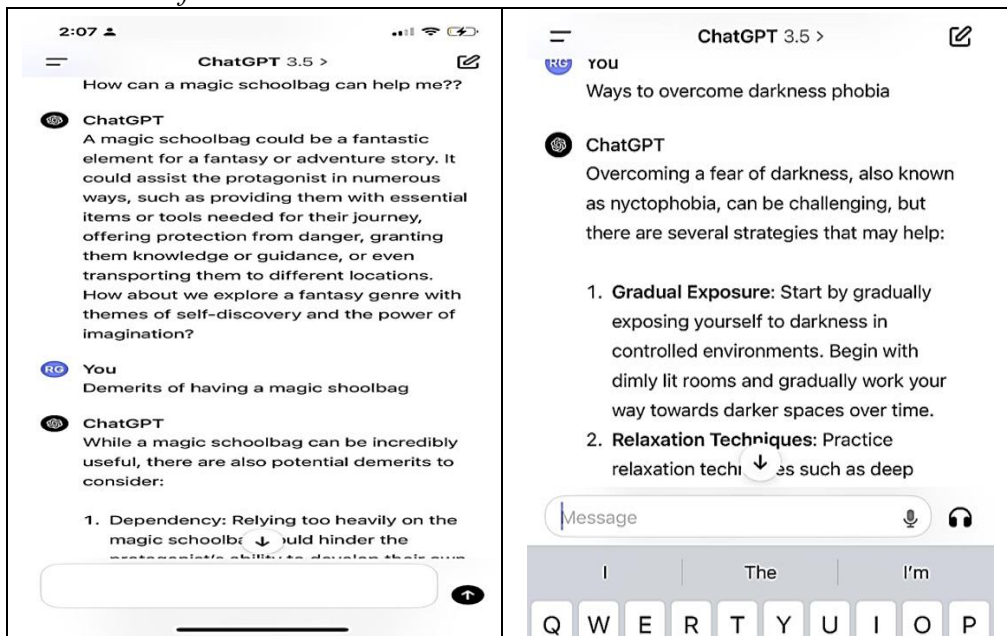 2:07
ChatGPT 3.5 >
How can a magic schoolbag can help me??
ChatGPT
A magic schoolbag could be a fantastic
element for a fantasy or adventure story. It
could assist the protagonist in numerous
ways, such as providing them with essential
items or tools needed for their journey,
offering protection from danger, granting
them knowledge or guidance, or even
transporting them to different locations.
How about we explore a fantasy genre with
themes of self-discovery and the power of
imagination?
RG You
Demerits of having a magic shoolbag
ChatGPT
While a magic schoolbag can be incredibly
useful, there are also potential demerits to
consider:
1. Dependency: Relying too heavily on the
magic uld hinder the
ChatGPT 3.5 >
RG You
Ways to overcome darkness phobia
ChatGPT
Overcoming a fear of darkness, also known
as nyctophobia, can be challenging, but
there are several strategies that may help:
1. Gradual Exposure: Start by gradually
exposing yourself to darkness in
controlled environments. Begin with
dimly lit rooms and gradually work your
way towards darker spaces over time.
2. Relaxation Techniques: Practice
relaxation such as deep
Message
I The I'm
Q W E R T Y U I O P